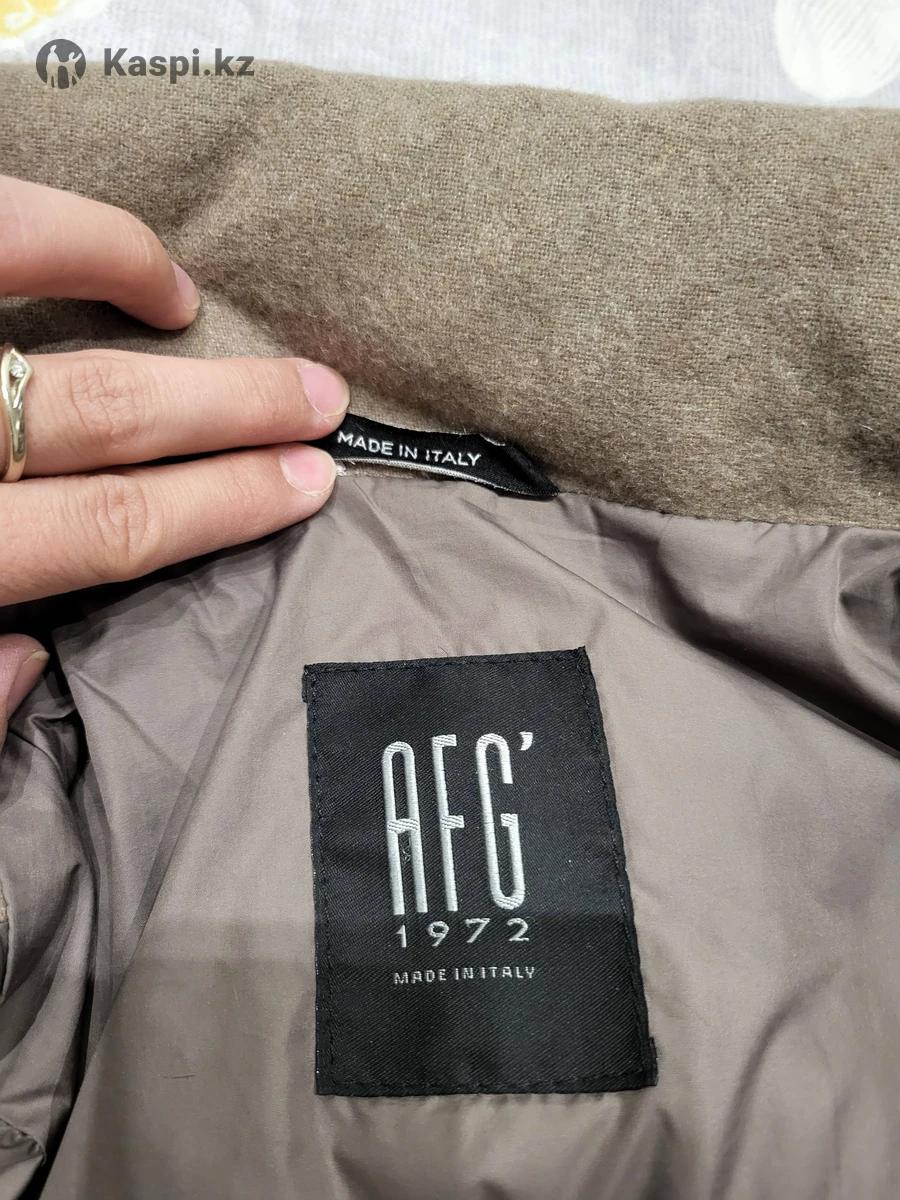 Kaspi.kz
MADE IN ITALY
AFG'
1972
MADE IN ITALY